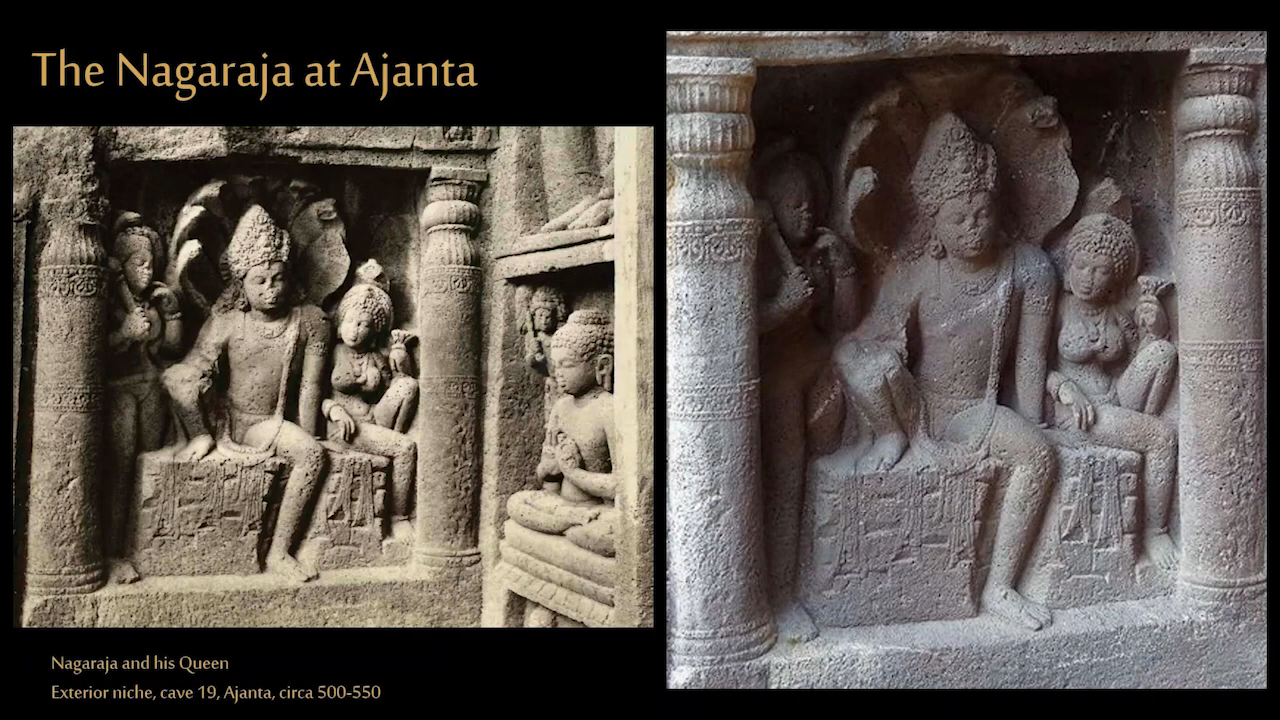 The Nagaraja at Ajanta
Nagaraja and his Queen
Exterior niche, cave 19, Ajanta, circa 500-550